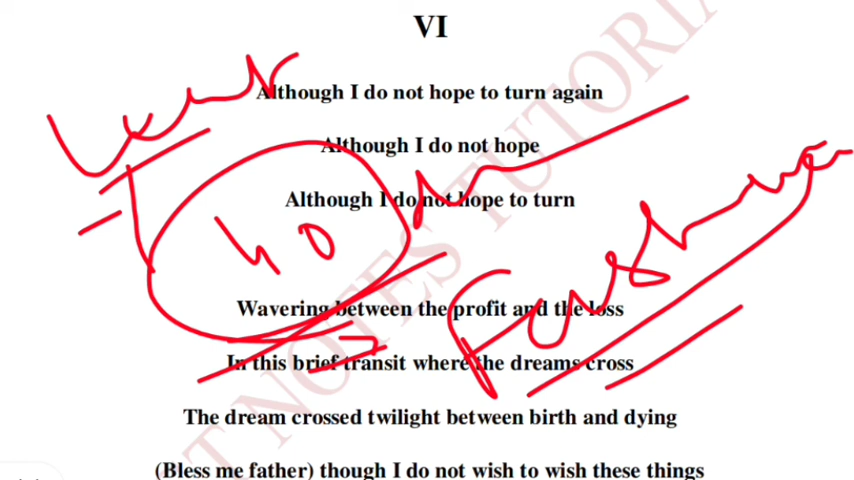 VI
Although I do not hope to turn again
Although I do not hope
Although I do not hope to turn
40
Wavering between the profit and the loss
In this brief transit where the dreams cross
The dream crossed twilight between birth and dying
(Bless me father) though I do not wish to wish these things